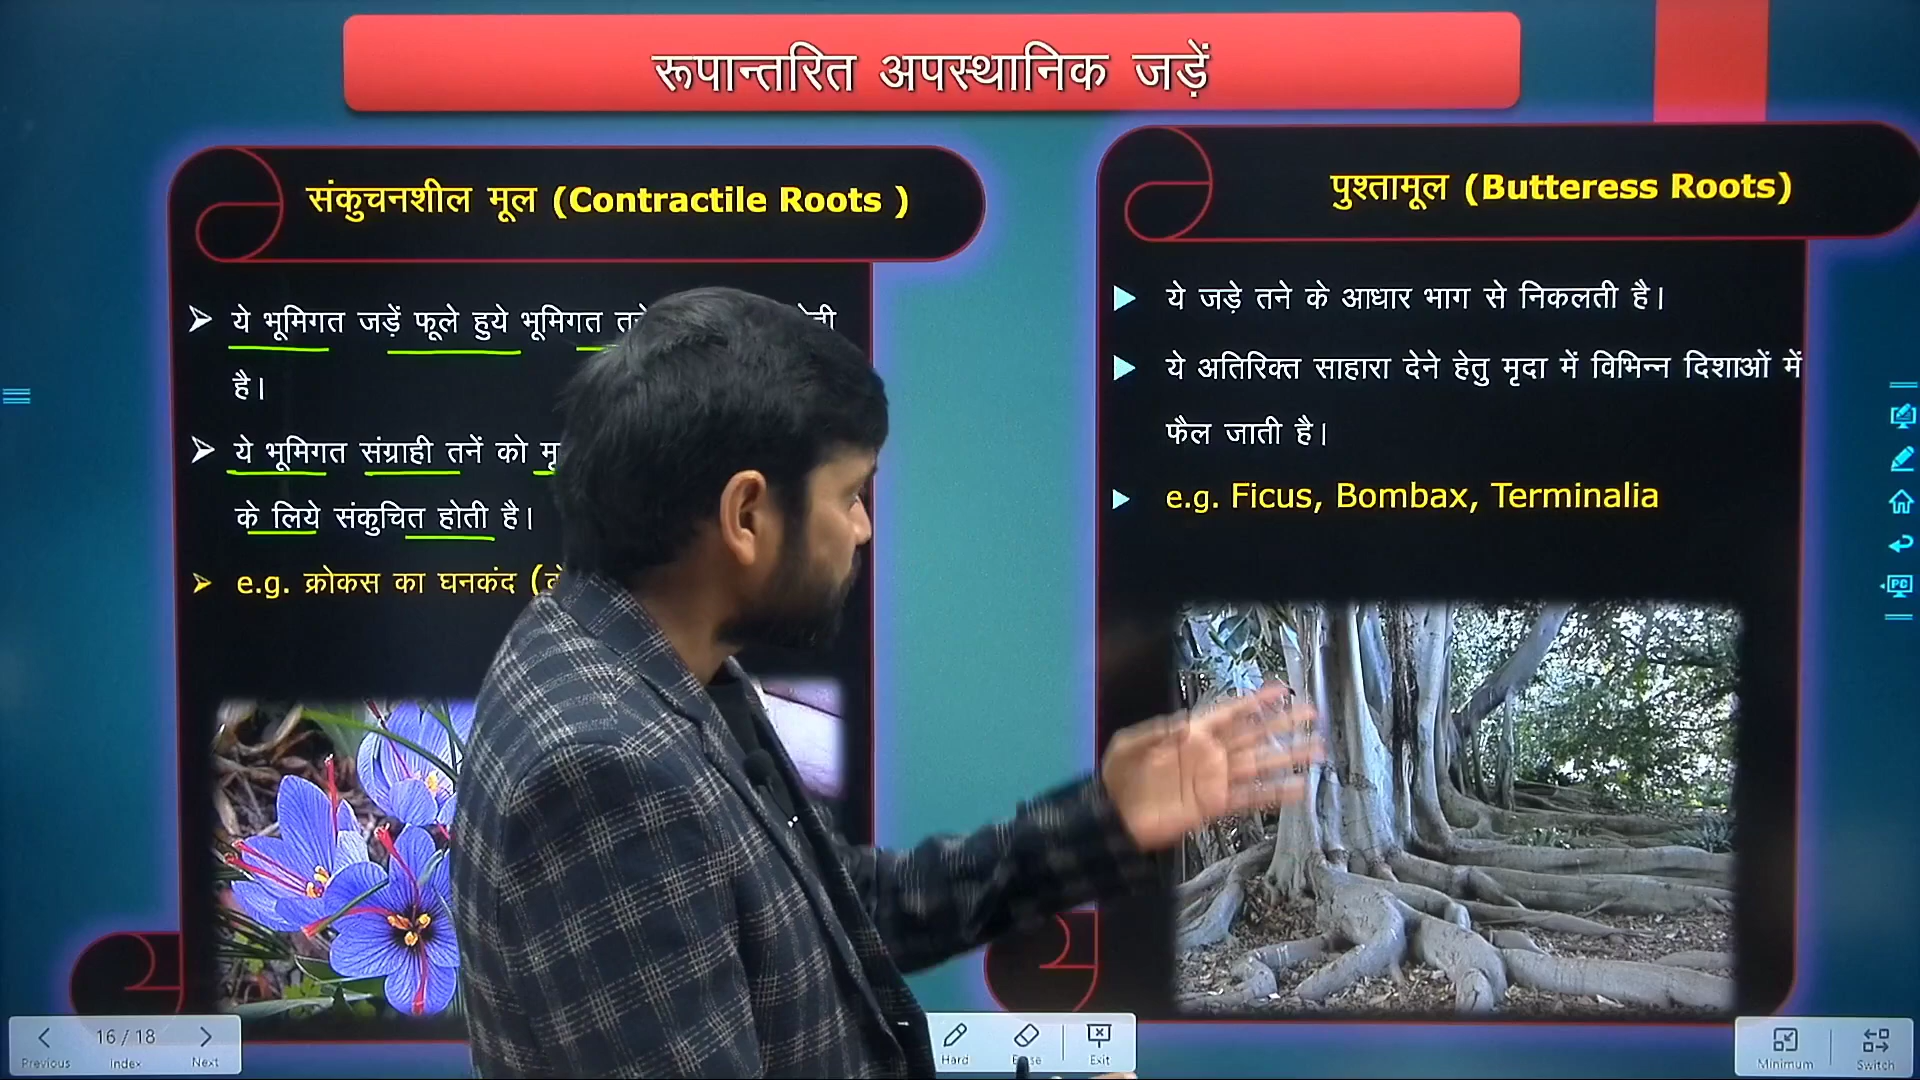 रूपान्तरित अपस्थानिक जड़ें
संकुचनशील मूल (Contractile Roots )
ये भूमिगत जड़ें फूले हुये भूमिगत
है।
ये भूमिगत संग्राही तनें को
के लिये संकुचित होती है।
e.g. क्रोकस का घनकंद
पुश्तामूल (Butteress Roots)
ये जड़े तने के आधार भाग से निकलती है।
ये अतिरिक्त साहारा देने हेतु मृदा में विभिन्न दिशाओं में
फैल जाती है।
e.g. Ficus, Bombax, Terminalia
PC
16 / 18
Previous Index Next
Hard Exit
Minimum Switch